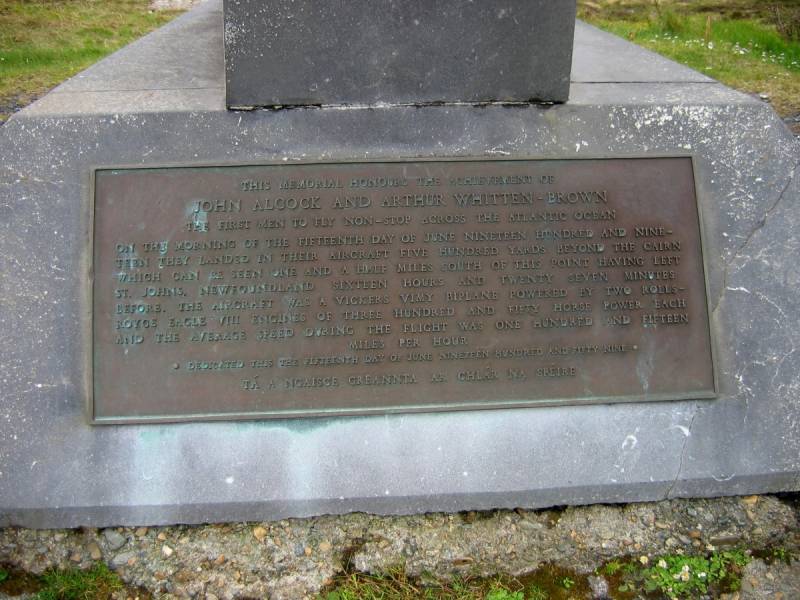 THIS MEMORIAL HONOURS THE ACHIEVEMENT OF
JOHN ALCOCK AND ARTHUR WHITTEN-BROWN
THE FIRST MEN TO FLY NON-STOP ACROSS THE ATLANTIC OCEAN
ON THE MORNING OF THE FIFTEENTH DAY OF JUNE NINETEEN HUNDRED AND NINE-
TEEN THEY LANDED IN THEIR AIRCRAFT FIVE HUNDRED YARDS BEYOND THE CAIRN
WHICH CAN BE SEEN ONE AND A HALF MILES SOUTH OF THIS POINT HAVING LEFT
ST. JOHNS, NEWFOUNDLAND SIXTEEN HOURS AND TWENTY SEVEN MINUTES
BEFORE. THE AIRCRAFT WAS A VICKERS VIMY BIPLANE POWERED BY TWO ROLLS-
ROYCE EAGLE VIII ENGINES OF THREE HUNDRED AND FIFTY HORSE POWER EACH
AND THE AVERAGE SPEED DURING THE FLIGHT WAS ONE HUNDRED AND FIFTEEN
MILES PER HOUR
• DEDICATED THIS THE FIFTEENTH DAY OF JUNE NINETEEN HUNDRED AND FIFTY NINE •
TÁ A NGAISCE GREANNTA AR CHLÁR NA SPÉIRE